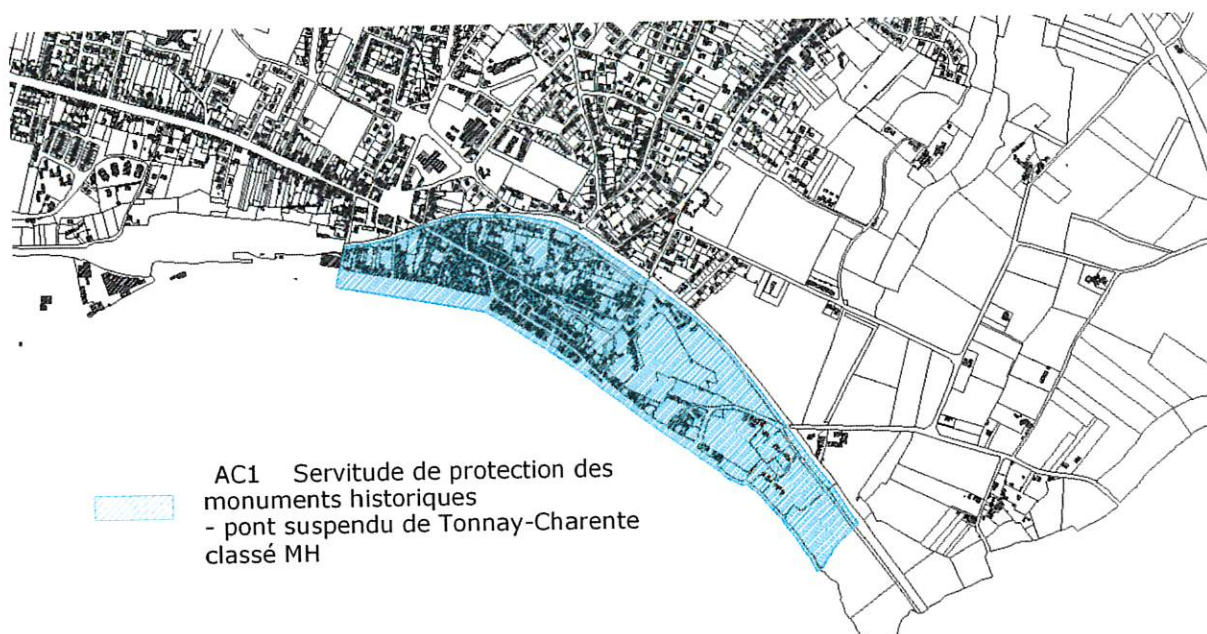 AC1 Servitude de protection des
monuments historiques
- pont suspendu de Tonnay-Charente
classé MH